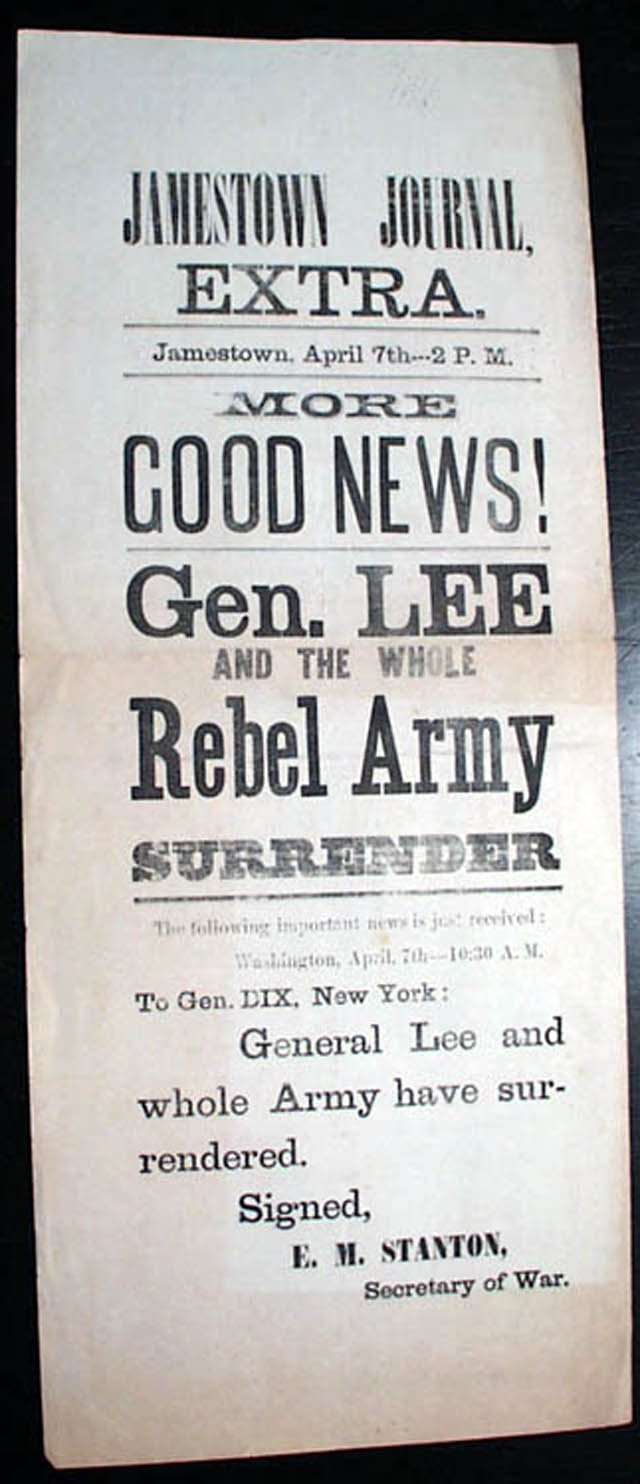 JAMESTOWN JOURNAL,
EXTRA.
Jamestown, April 7th---2 P. M.
MORE
GOOD NEWS!
Gen. LEE
AND THE WHOLE
Rebel Army
SURRENDER
The following important news is just received:
Washington, April, 7th—10:30 A. M.
To Gen. DIX, New York:
General Lee and
whole Army have sur-
rendered.
Signed,
E. M. STANTON,
Secretary of War.